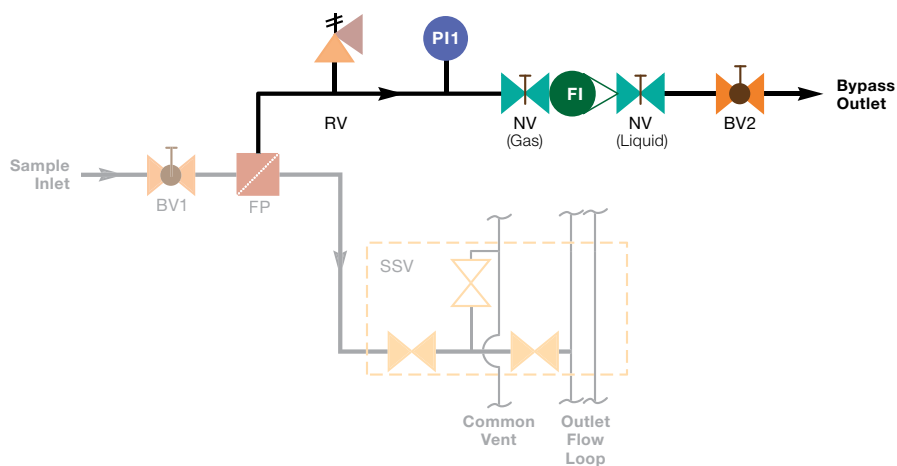 PI1
FI
Bypass
Outlet
RV
NV
(Gas)
NV
(Liquid)
BV2
Sample
Inlet
BV1
FP
SSV
Common
Vent
Outlet
Flow
Loop